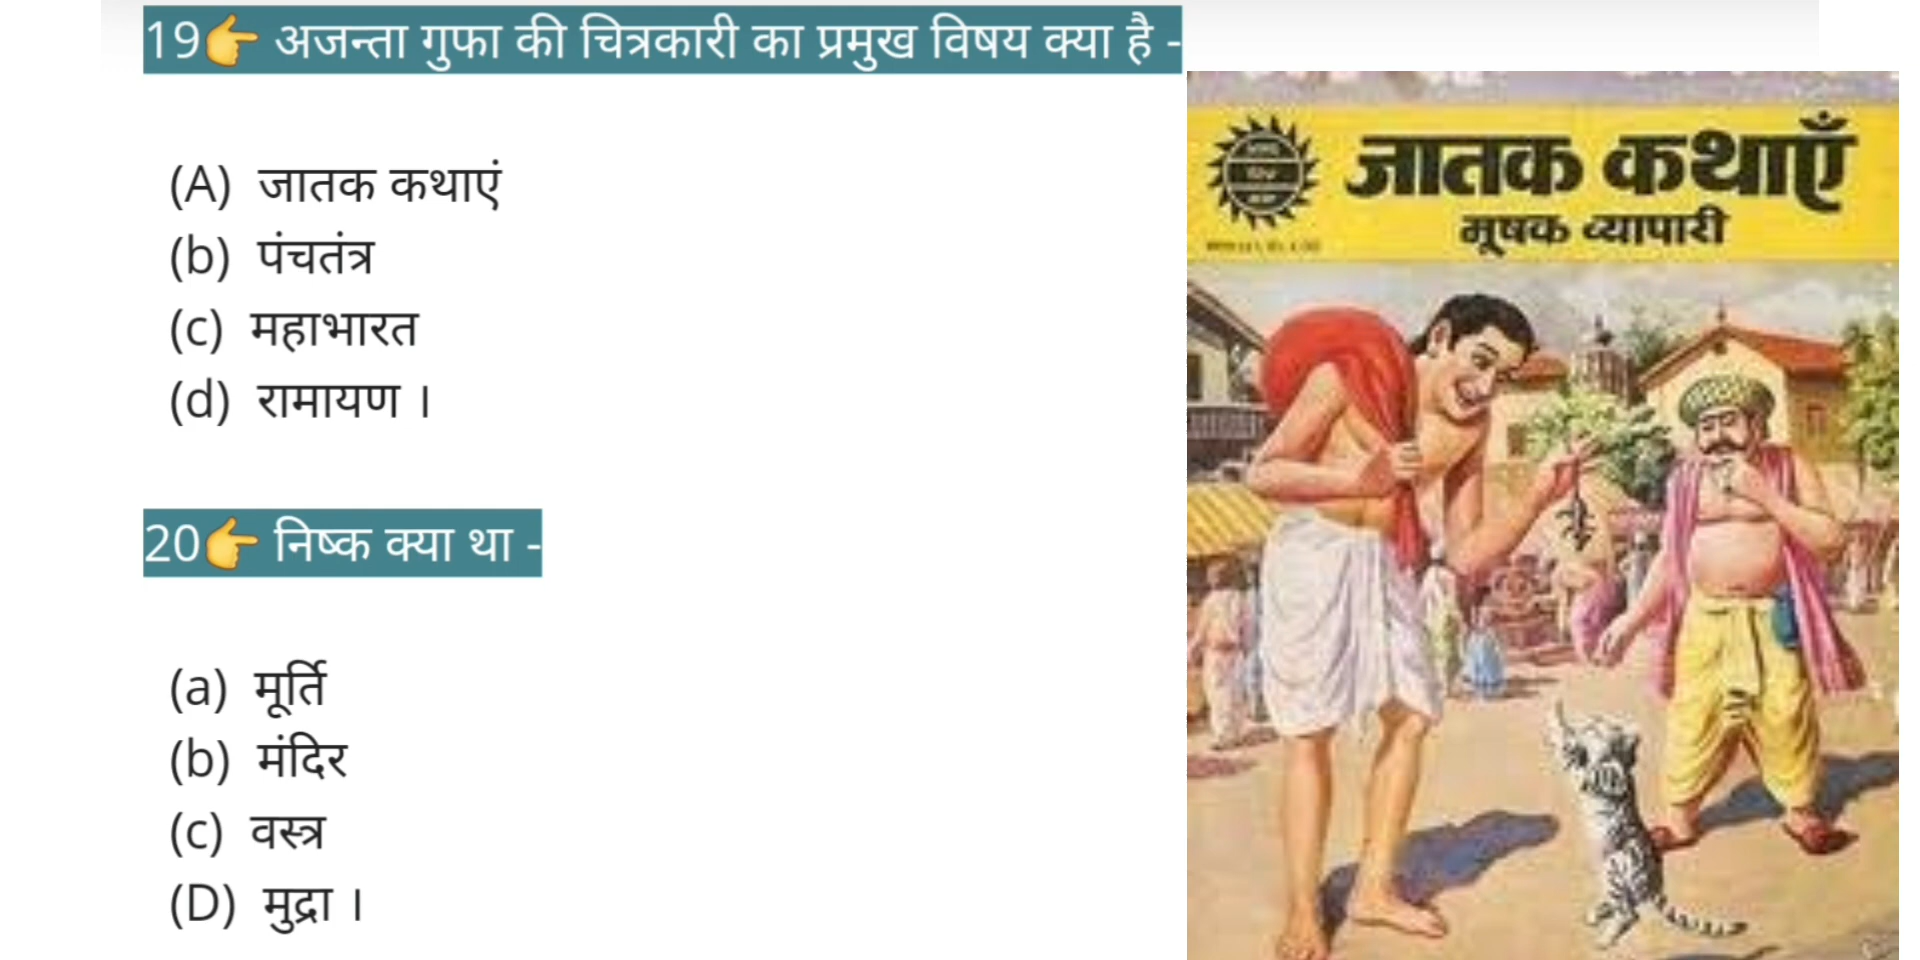 19👉 अजन्ता गुफा की चित्रकारी का प्रमुख विषय क्या है -
(A) जातक कथाएं
(b) पंचतंत्र
(c) महाभारत
(d) रामायण ।
20👉 निष्क क्या था -
(a) मूर्ति
(b) मंदिर
(c) वस्त्र
(D) मुद्रा ।
जातक कथाएँ
मूषक व्यापारी